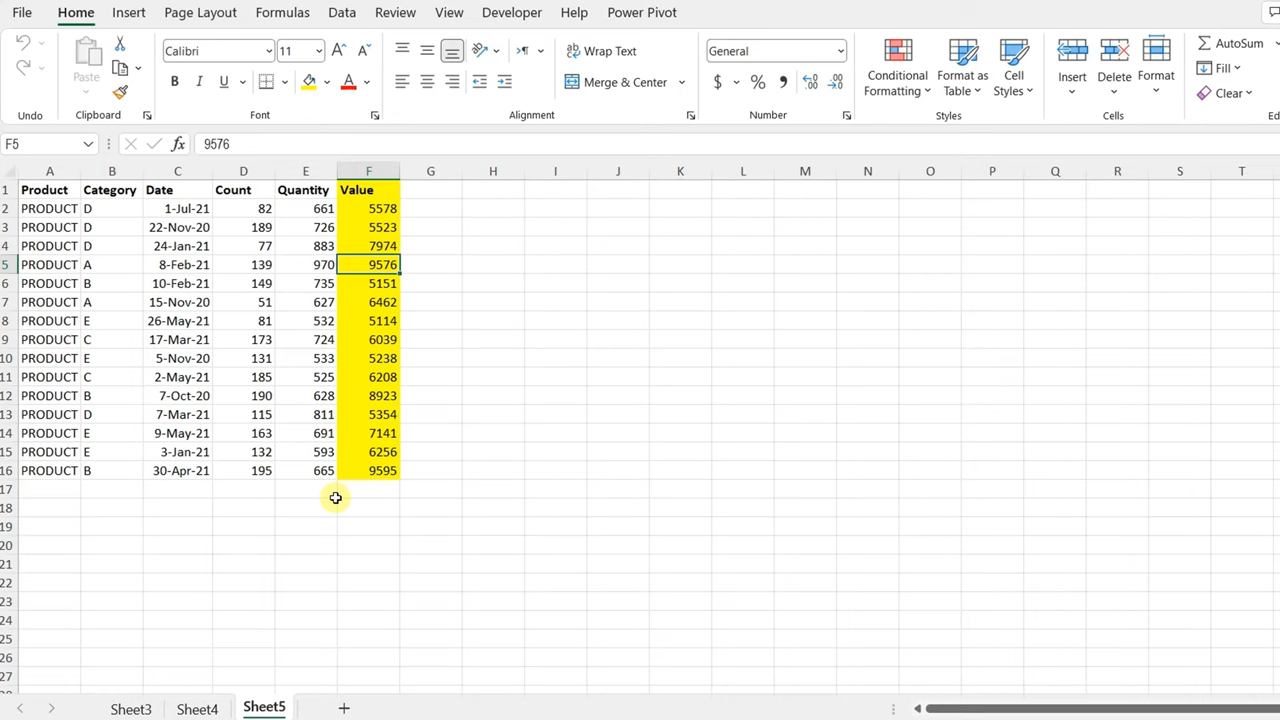 File Home Insert Page Layout Formulas Data Review View Developer Help Power Pivot
Calibri 11 A^ A˅ Wrap Text General AutoSum
Paste B I U A Merge & Center $ % Conditional Formatting Format as Table Cell Styles Insert Delete Format Fill
Clear
Undo Clipboard Font Alignment Number Styles Cells
F5 fx 9576
A B C D E F G H I J K L M N O P Q R S T
1 Product Category Date Count Quantity Value
2 PRODUCT D 1-Jul-21 82 661 5578
3 PRODUCT D 22-Nov-20 189 726 5523
4 PRODUCT D 24-Jan-21 77 883 7974
5 PRODUCT A 8-Feb-21 139 970 9576
6 PRODUCT B 10-Feb-21 149 735 5151
7 PRODUCT A 15-Nov-20 51 627 6462
8 PRODUCT E 26-May-21 81 532 5114
9 PRODUCT C 17-Mar-21 173 724 6039
10 PRODUCT E 5-Nov-20 131 533 5238
11 PRODUCT C 2-May-21 185 525 6208
12 PRODUCT B 7-Oct-20 190 628 8923
13 PRODUCT D 7-Mar-21 115 811 5354
14 PRODUCT E 9-May-21 163 691 7141
15 PRODUCT E 3-Jan-21 132 593 6256
16 PRODUCT B 30-Apr-21 195 665 9595
17
18
19
20
21
22
23
24
25
26
27
Sheet3 Sheet4 Sheet5